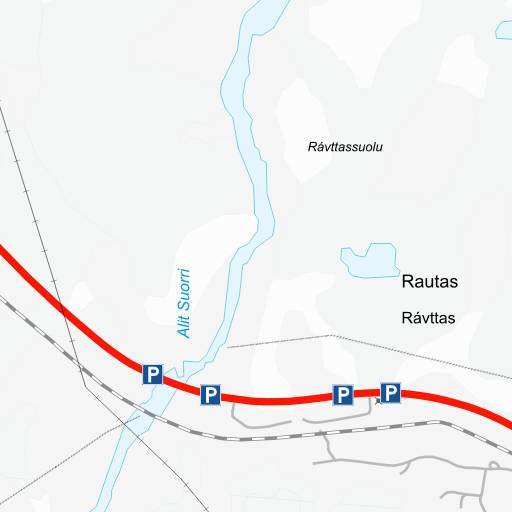 Rávttassuolu
Alit Suorri
Rautas
Rávttas
P
P
P
P